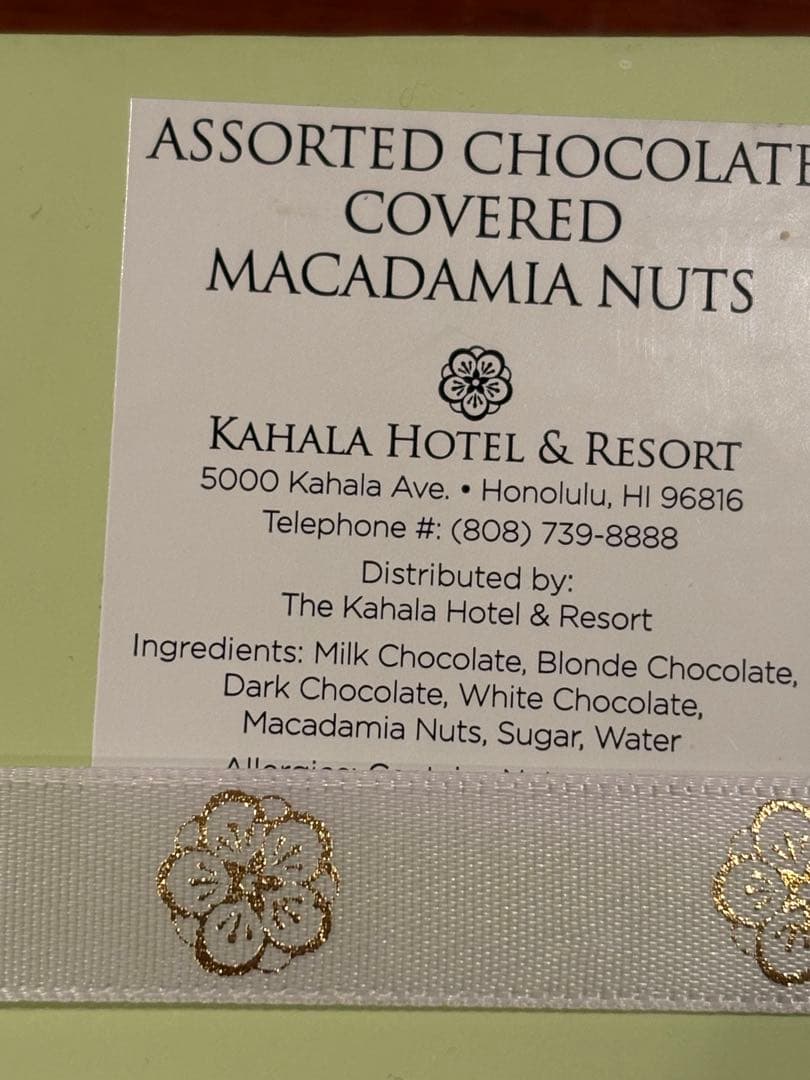 ASSORTED CHOCOLATE
COVERED
MACADAMIA NUTS
KAHALA HOTEL & RESORT
5000 Kahala Ave. • Honolulu, HI 96816
Telephone #: (808) 739-8888
Distributed by:
The Kahala Hotel & Resort
Ingredients: Milk Chocolate, Blonde Chocolate,
Dark Chocolate, White Chocolate,
Macadamia Nuts, Sugar, Water